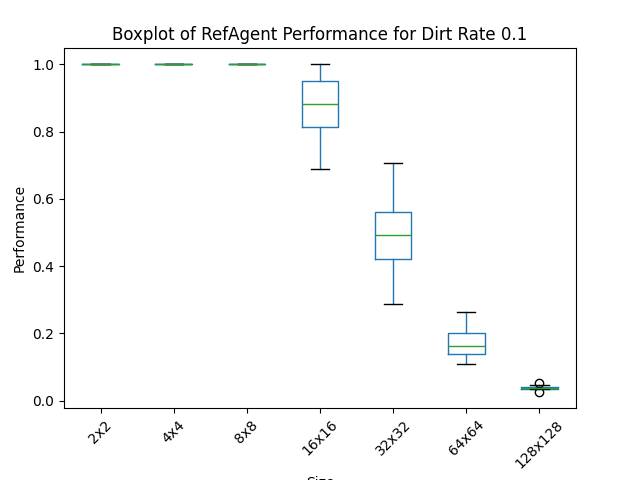 Boxplot of RefAgent Performance for Dirt Rate 0.1
Performance
1.0
0.8
0.6
0.4
0.2
0.0
2x2
4x4
8x8
16x16
32x32
64x64
128x128
Size